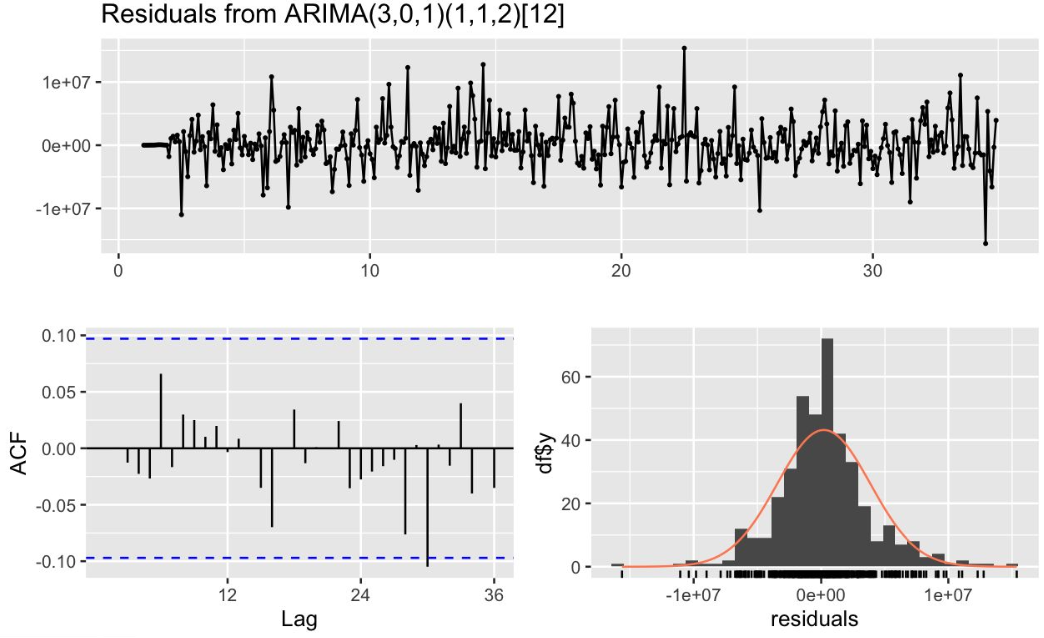 Residuals from ARIMA(3,0,1)(1,1,2)[12]
1e+07
0e+00
-1e+07
0
10
20
30
0.10
0.05
0.00
-0.05
-0.10
ACF
12
24
36
Lag
60
40
20
0
df$y
-1e+07
0e+00
1e+07
residuals